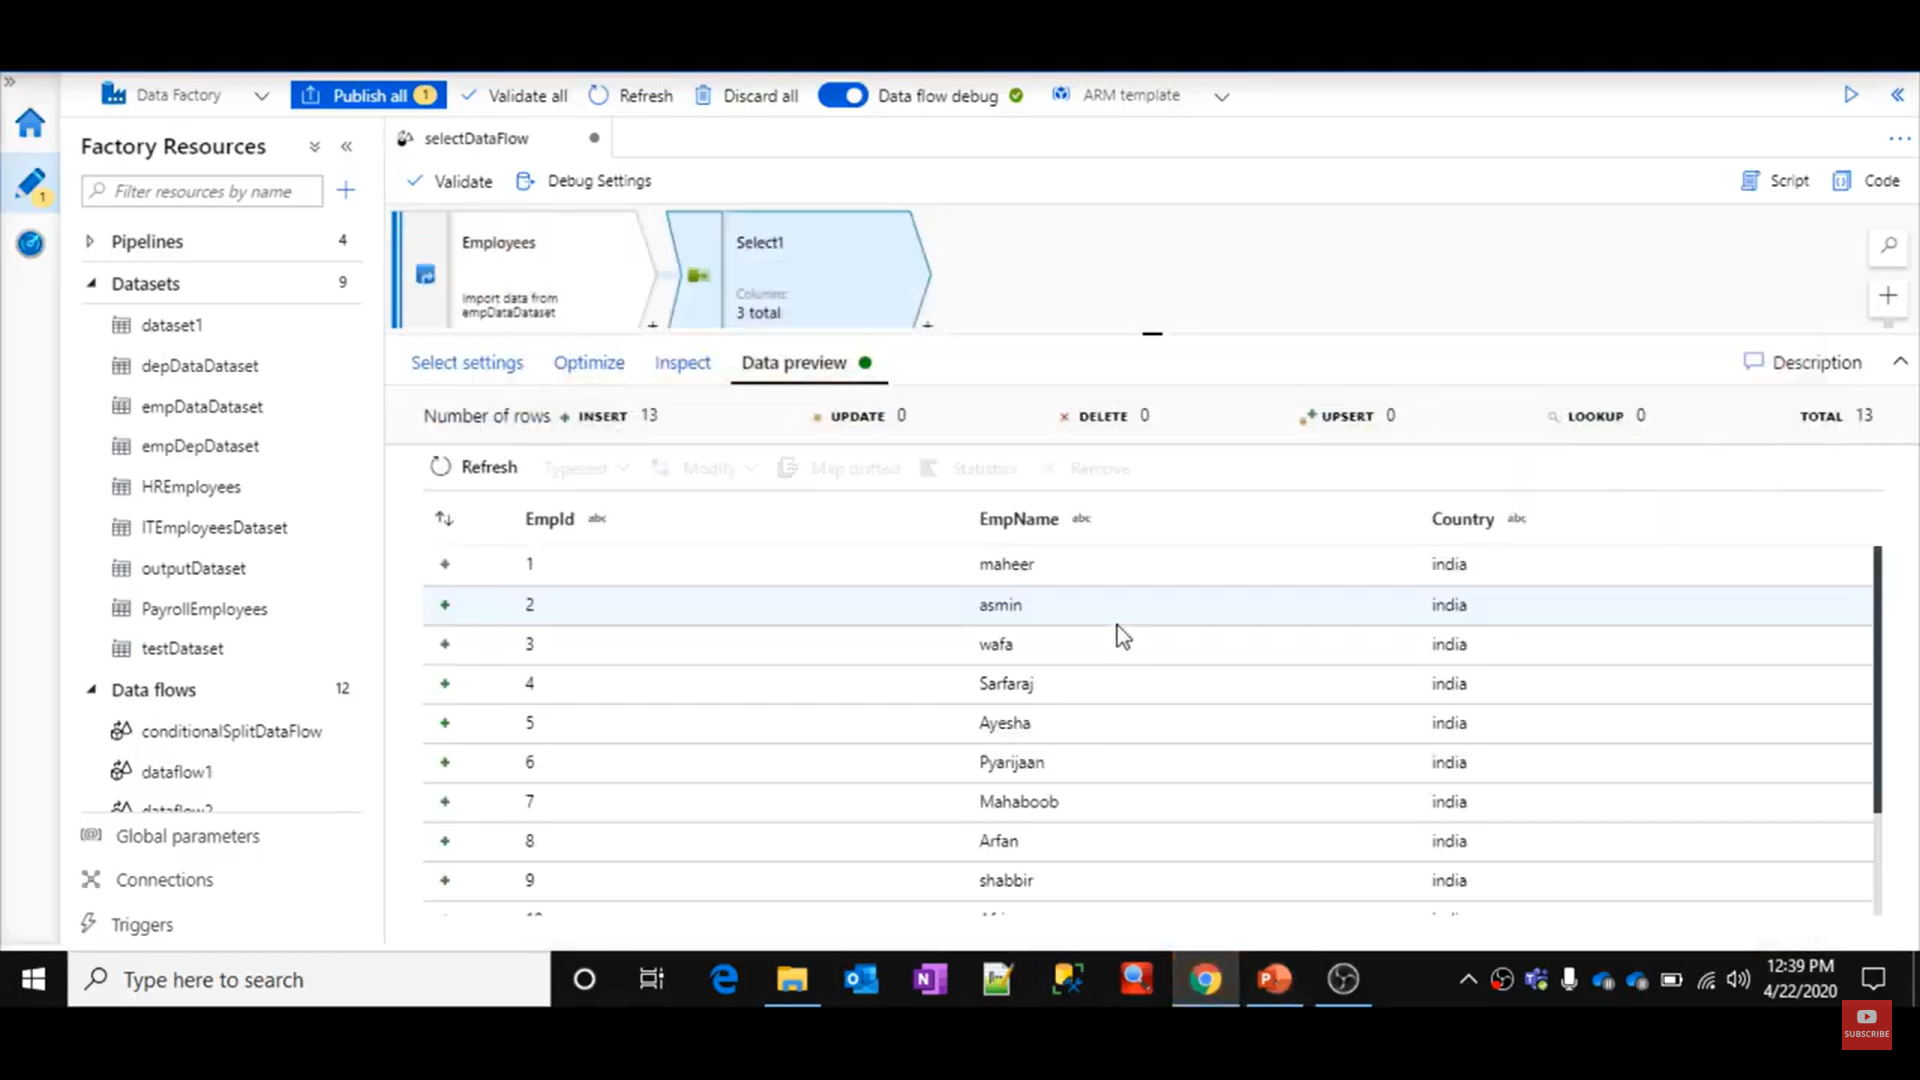 Data Factory
Publish all 1
Validate all
Refresh
Discard all
Data flow debug
ARM template
Factory Resources
selectDataFlow
Validate
Debug Settings
Script
Code
Filter resources by name
1
Pipelines 4
Datasets 9
dataset1
depDataDataset
empDataDataset
empDepDataset
HREmployees
ITEmployeesDataset
outputDataset
PayrollEmployees
testDataset
Data flows 12
conditionalSplitDataFlow
dataflow1
dataflow2
Global parameters
Connections
Triggers
Employees
Import data from
empDataDataset
Select1
Columns:
3 total
Select settings
Optimize
Inspect
Data preview
Description
Number of rows INSERT 13 UPDATE 0 DELETE 0 UPSERT 0 LOOKUP 0 TOTAL 13
Refresh Typecast Modify Map drifted Statistics Remove
EmpId abc EmpName abc Country abc
1 maheer india
2 asmin india
3 wafa india
4 Sarfaraj india
5 Ayesha india
6 Pyarijaan india
7 Mahaboob india
8 Arfan india
9 shabbir india
Type here to search
12:39 PM
4/22/2020
SUBSCRIBE